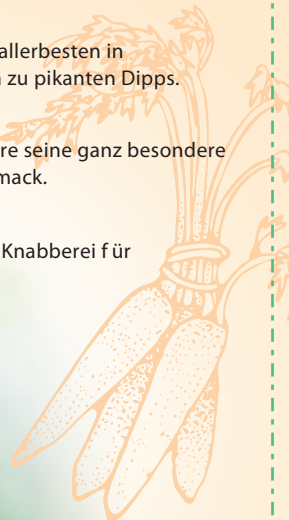 allerbesten in
zu pikanten Dipps.
re seine ganz besondere
mack.
Knabberei f ür